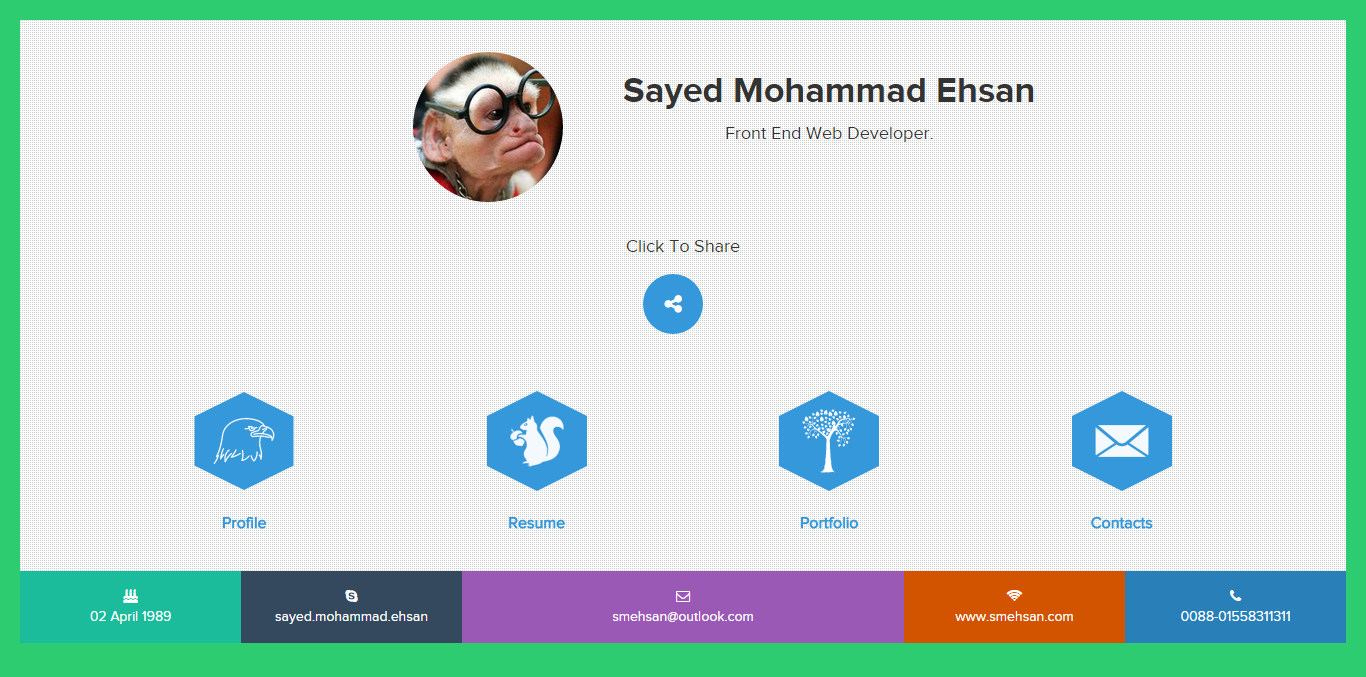 Sayed Mohammad Ehsan
Front End Web Developer.
Click To Share
Profile
Resume
Portfolio
Contacts
02 April 1989
sayed.mohammad.ehsan
smehsan@outlook.com
www.smehsan.com
0088-01558311311